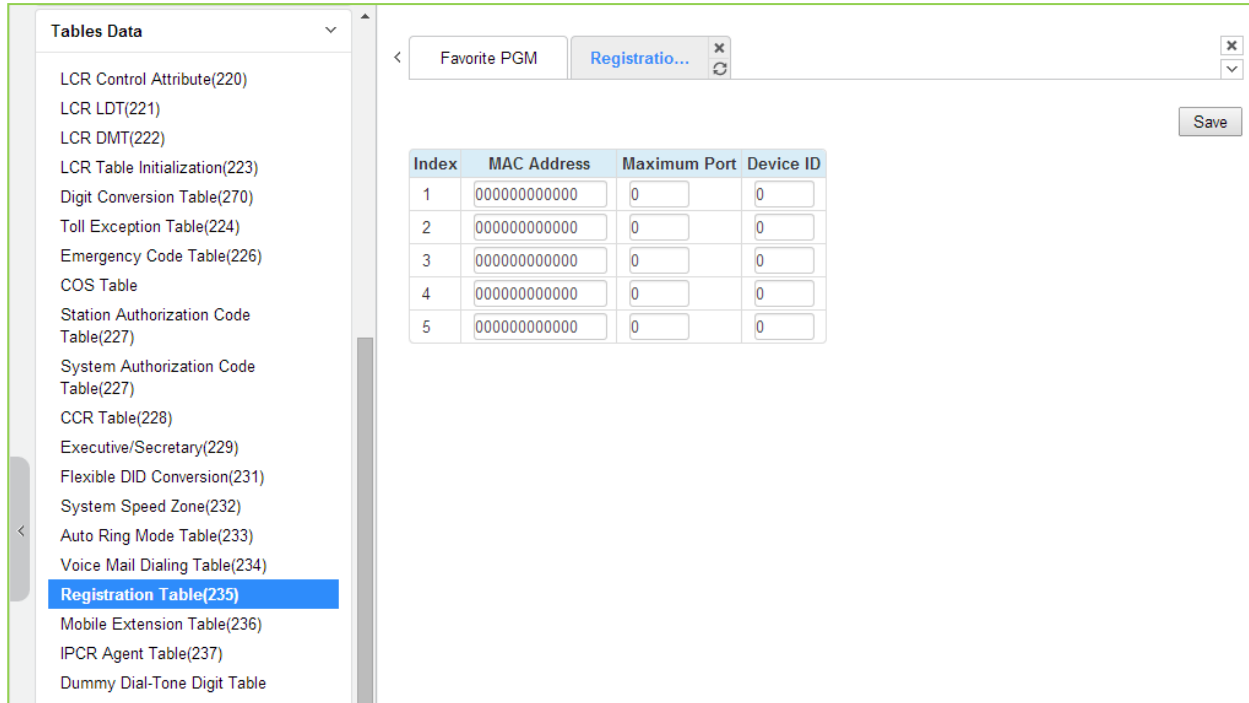 Tables Data
LCR Control Attribute(220)
LCR LDT(221)
LCR DMT(222)
LCR Table Initialization(223)
Digit Conversion Table(270)
Toll Exception Table(224)
Emergency Code Table(226)
COS Table
Station Authorization Code
Table(227)
System Authorization Code
Table(227)
CCR Table(228)
Executive/Secretary(229)
Flexible DID Conversion(231)
System Speed Zone(232)
Auto Ring Mode Table(233)
Voice Mail Dialing Table(234)
Registration Table(235)
Mobile Extension Table(236)
IPCR Agent Table(237)
Dummy Dial-Tone Digit Table
Favorite PGM Registratio...
Save
Index MAC Address Maximum Port Device ID
1 000000000000 0 0
2 000000000000 0 0
3 000000000000 0 0
4 000000000000 0 0
5 000000000000 0 0